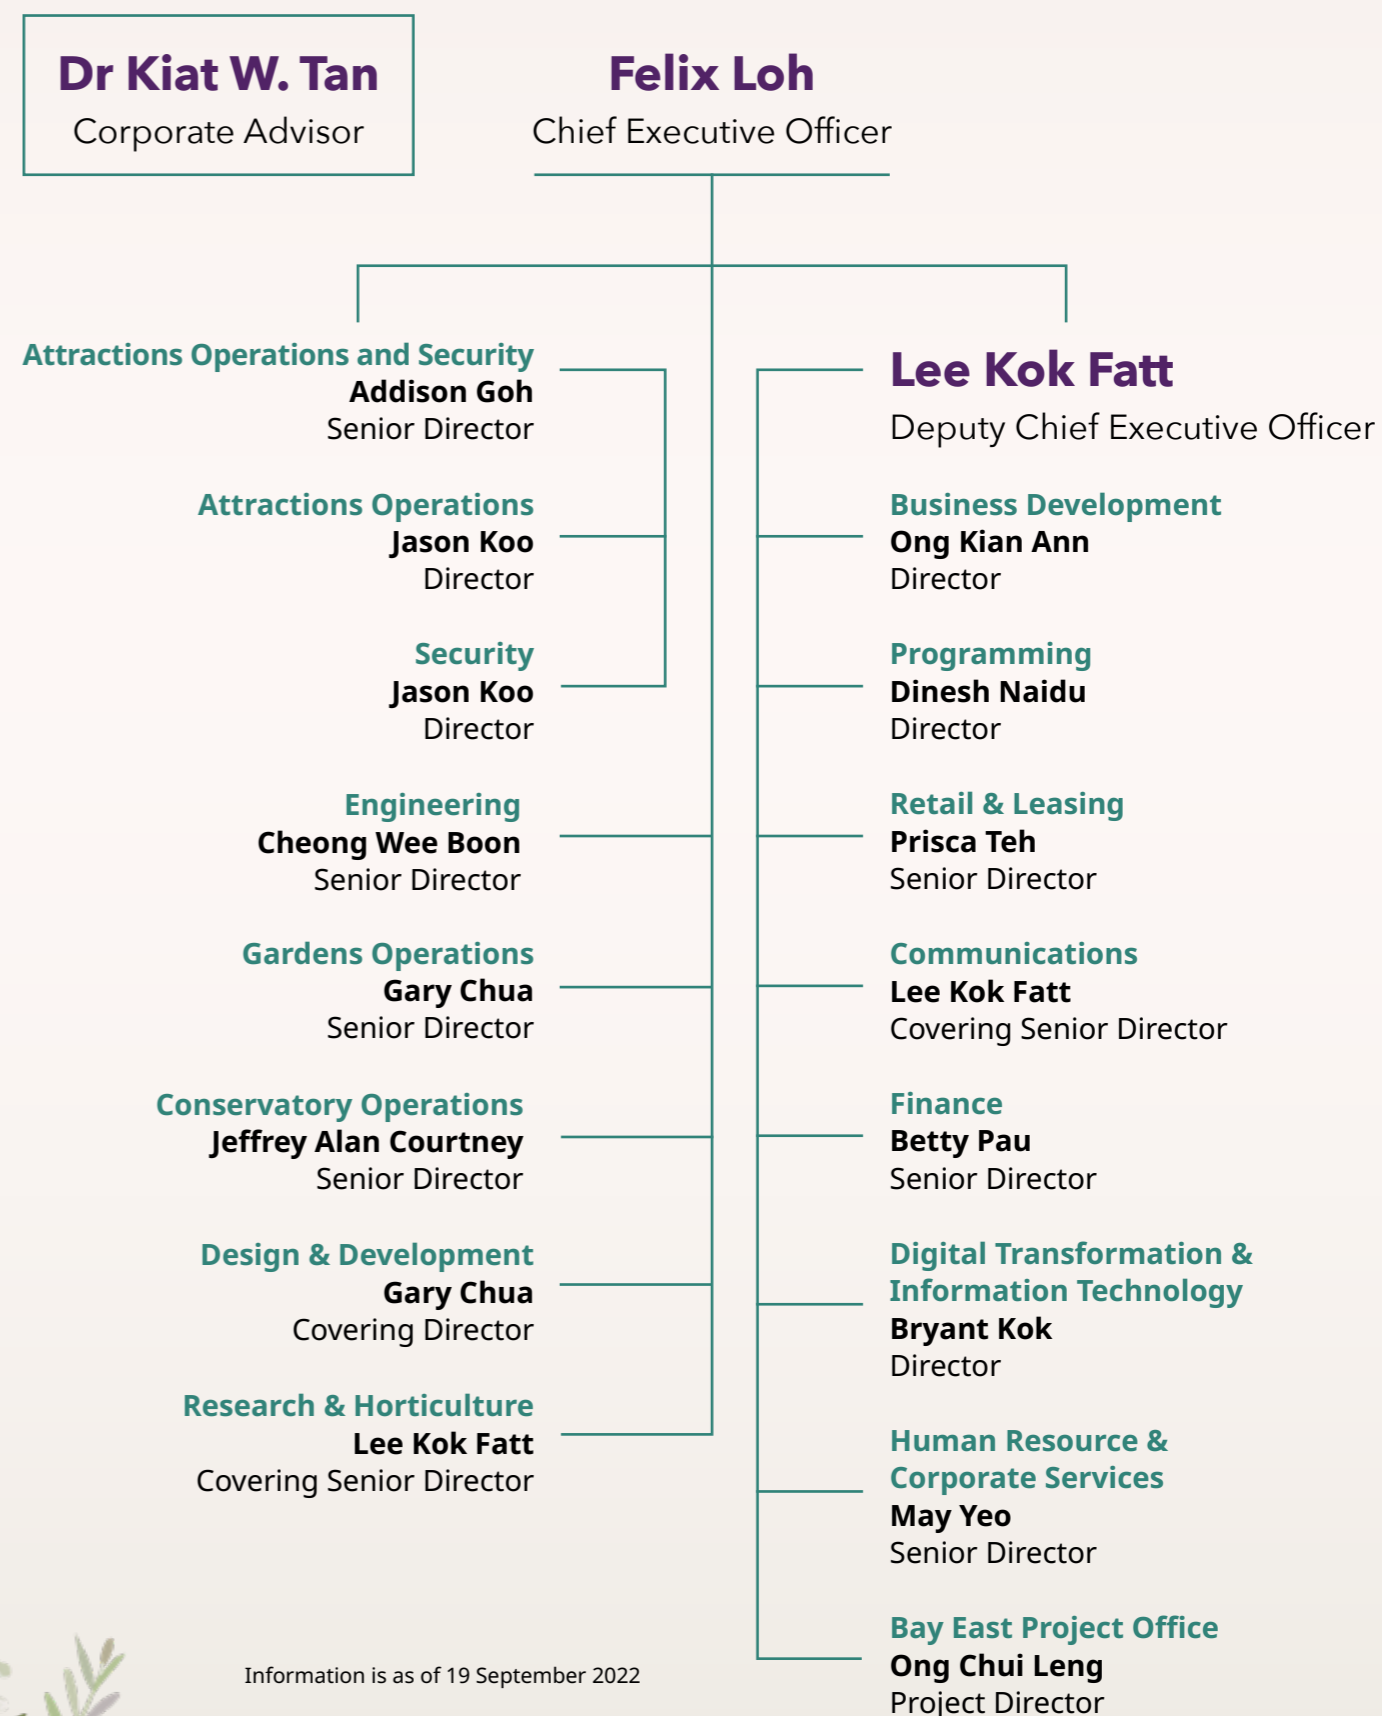 Dr Kiat W. Tan
Corporate Advisor
Felix Loh
Chief Executive Officer
Attractions Operations and Security
Addison Goh
Senior Director
Attractions Operations
Jason Koo
Director
Security
Jason Koo
Director
Engineering
Cheong Wee Boon
Senior Director
Gardens Operations
Gary Chua
Senior Director
Conservatory Operations
Jeffrey Alan Courtney
Senior Director
Design & Development
Gary Chua
Covering Director
Research & Horticulture
Lee Kok Fatt
Covering Senior Director
Lee Kok Fatt
Deputy Chief Executive Officer
Business Development
Ong Kian Ann
Director
Programming
Dinesh Naidu
Director
Retail & Leasing
Prisca Teh
Senior Director
Communications
Lee Kok Fatt
Covering Senior Director
Finance
Betty Pau
Senior Director
Digital Transformation &
Information Technology
Bryant Kok
Director
Human Resource &
Corporate Services
May Yeo
Senior Director
Bay East Project Office
Ong Chui Leng
Project Director
Information is as of 19 September 2022